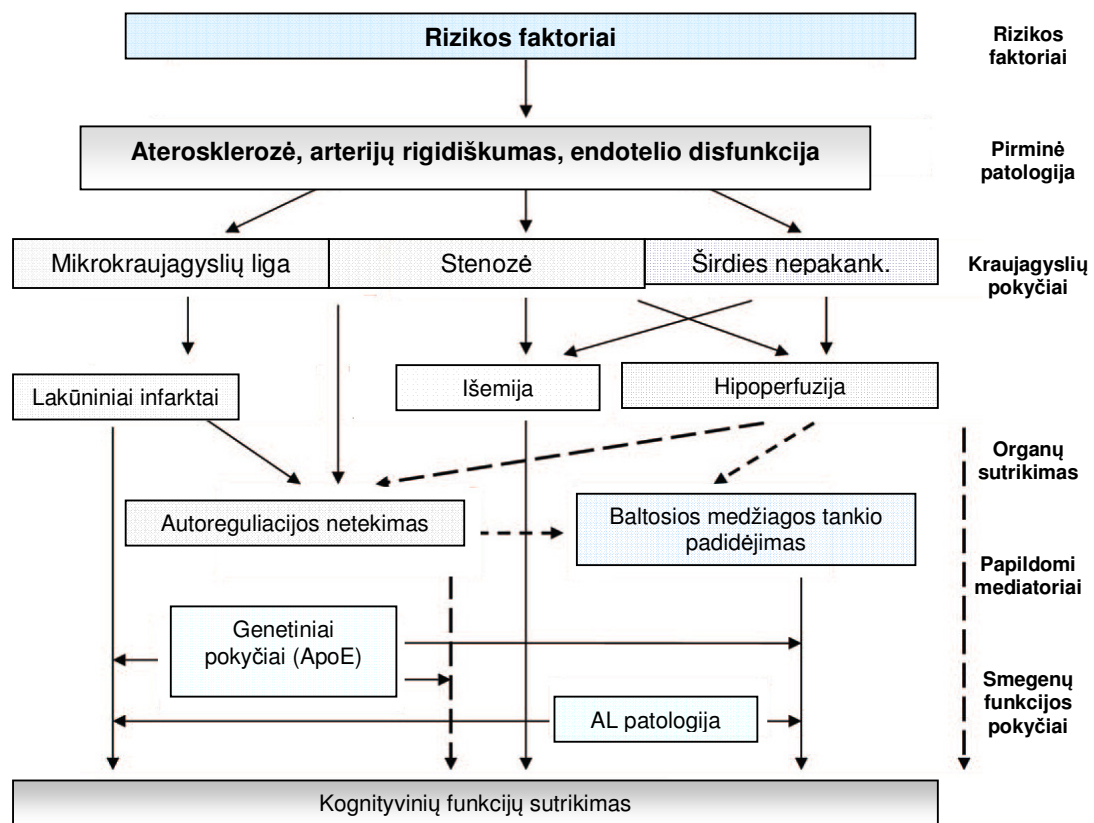 Rizikos faktoriai
Rizikos
faktoriai
Aterosklerozė, arterijų rigidiškumas, endotelio disfunkcija
Pirminė
patologija
Mikrokraujagyslių liga
Stenozė
Širdies nepakank.
Kraujagyslių
pokyčiai
Lakūniniai infarktai
Išemija
Hipoperfuzija
Organų
sutrikimas
Autoreguliacijos netekimas
Baltosios medžiagos tankio
padidėjimas
Papildomi
mediatoriai
Genetiniai
pokyčiai (ApoE)
AL patologija
Smegenų
funkcijos
pokyčiai
Kognityvinių funkcijų sutrikimas